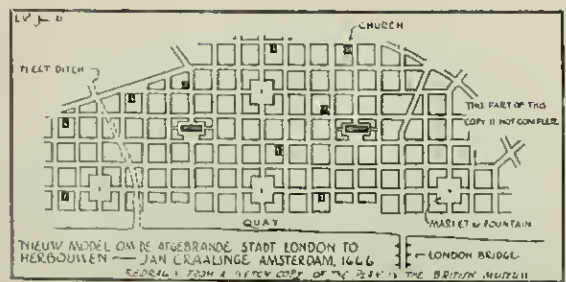 CHURCH
FLEET DITCH
THIS PART OF THIS
COPY IS NOT COMPLETE
QUAY
MARKET OR FOUNTAIN
NIEUW MODEL OM DE AFGEBRANDE STADT LONDON TO
HERBOUWEN — JAN CRAALINGE AMSTERDAM, 1666
LONDON BRIDGE
REDRAWN FROM A DUTCH COPY OF THE PLAN IN THE BRITISH MUSEUM